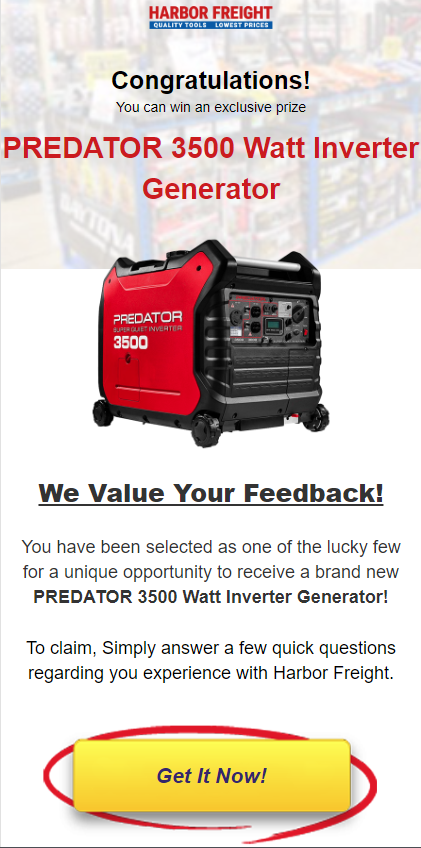 HARBOR FREIGHT
QUALITY TOOLS LOWEST PRICES
Congratulations!
You can win an exclusive prize
PREDATOR 3500 Watt Inverter
Generator
PREDATOR
SUPER QUIET INVERTER
3500
We Value Your Feedback!
You have been selected as one of the lucky few
for a unique opportunity to receive a brand new
PREDATOR 3500 Watt Inverter Generator!
To claim, Simply answer a few quick questions
regarding you experience with Harbor Freight.
Get It Now!